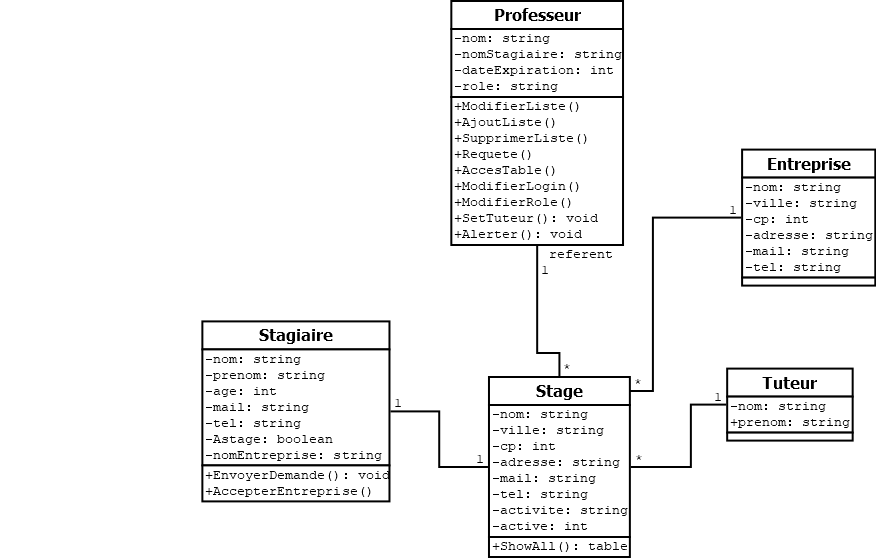 Professeur
-nom: string
-nomStagiaire: string
-dateExpiration: int
-role: string
+ModifierListe()
+AjoutListe()
+SupprimerListe()
+Requete()
+AccesTable()
+ModifierLogin()
+ModifierRole()
+SetTuteur(): void
+Alerter(): void
referent
1
*
Entreprise
-nom: string
-ville: string
-cp: int
-adresse: string
-mail: string
-tel: string
1
*
Stagiaire
-nom: string
-prenom: string
-age: int
-mail: string
-tel: string
-Astage: boolean
-nomEntreprise: string
+EnvoyerDemande(): void
+AccepterEntreprise()
1
1
Stage
-nom: string
-ville: string
-cp: int
-adresse: string
-mail: string
-tel: string
-activite: string
-active: int
+ShowAll(): table
*
1
Tuteur
-nom: string
+prenom: string